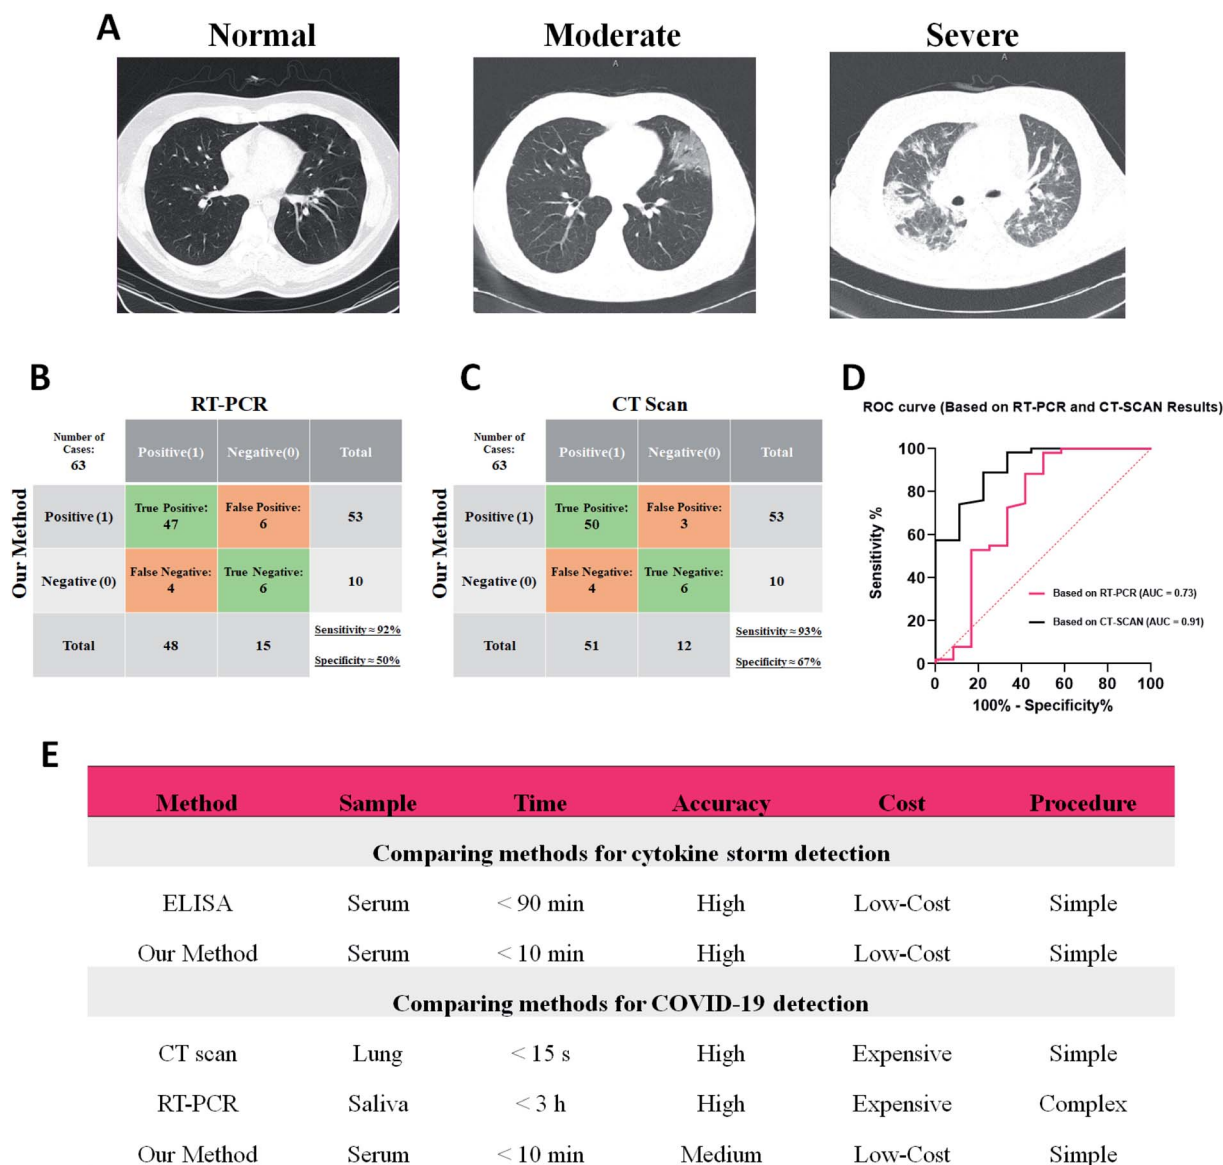 A
Normal
Moderate
Severe
A
A
B
RT-PCR
Our Method
Number of
Cases:
63
Positive(1)
Negative(0)
Total
Positive (1)
True Positive:
47
False Positive:
6
53
Negative (0)
False Negative:
4
True Negative:
6
10
Total
48
15
Sensitivity ≈ 92%
Specificity ≈ 50%
C
CT Scan
Our Method
Number of
Cases:
63
Positive(1)
Negative(0)
Total
Positive (1)
True Positive:
50
False Positive:
3
53
Negative (0)
False Negative:
4
True Negative:
6
10
Total
51
12
Sensitivity ≈ 93%
Specificity ≈ 67%
D
ROC curve (Based on RT-PCR and CT-SCAN Results)
Sensitivity %
100
80
60
40
20
0
Based on RT-PCR (AUC = 0.73)
Based on CT-SCAN (AUC = 0.91)
0 20 40 60 80 100
100% - Specificity%
E
Method Sample Time Accuracy Cost Procedure
Comparing methods for cytokine storm detection
ELISA Serum < 90 min High Low-Cost Simple
Our Method Serum < 10 min High Low-Cost Simple
Comparing methods for COVID-19 detection
CT scan Lung < 15 s High Expensive Simple
RT-PCR Saliva < 3 h High Expensive Complex
Our Method Serum < 10 min Medium Low-Cost Simple